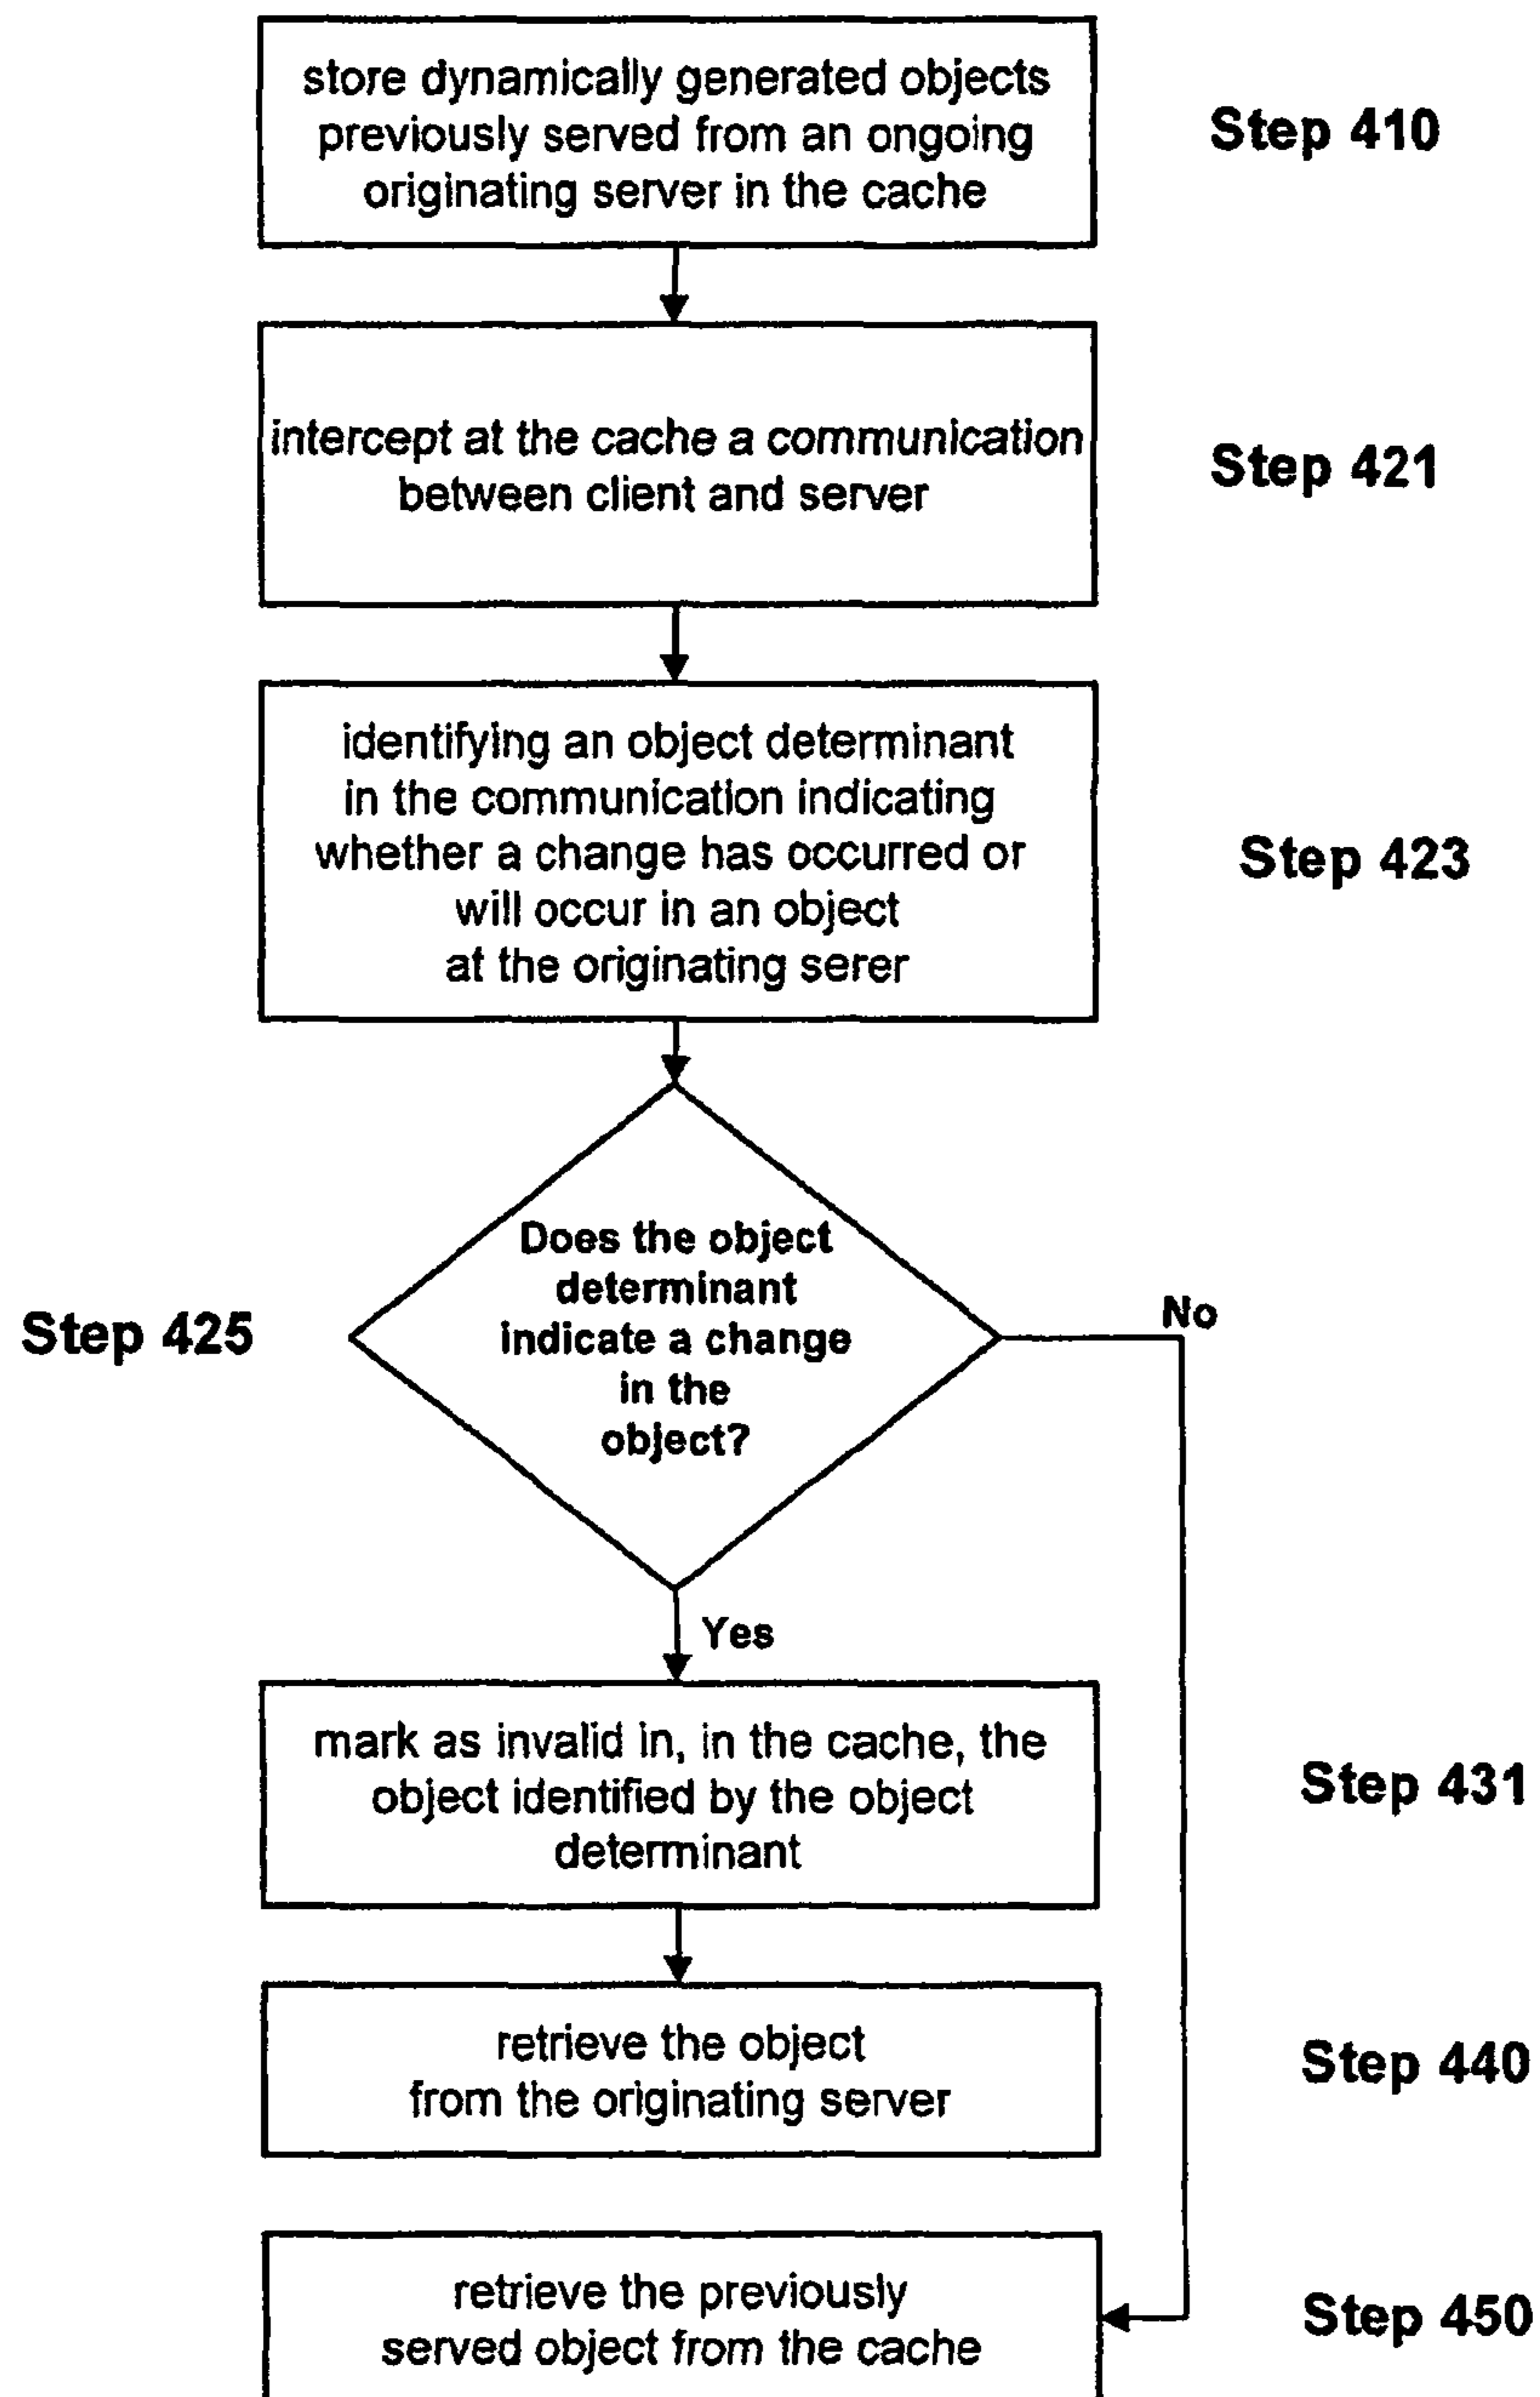 store dynamically generated objects
previously served from an ongoing
originating server in the cache
Step 410
intercept at the cache a communication
between client and server
Step 421
identifying an object determinant
in the communication indicating
whether a change has occurred or
will occur in an object
at the originating serer
Step 423
Does the object
determinant
indicate a change
in the
object?
Step 425
No
Yes
mark as invalid in, in the cache, the
object identified by the object
determinant
Step 431
retrieve the object
from the originating server
Step 440
retrieve the previously
served object from the cache
Step 450